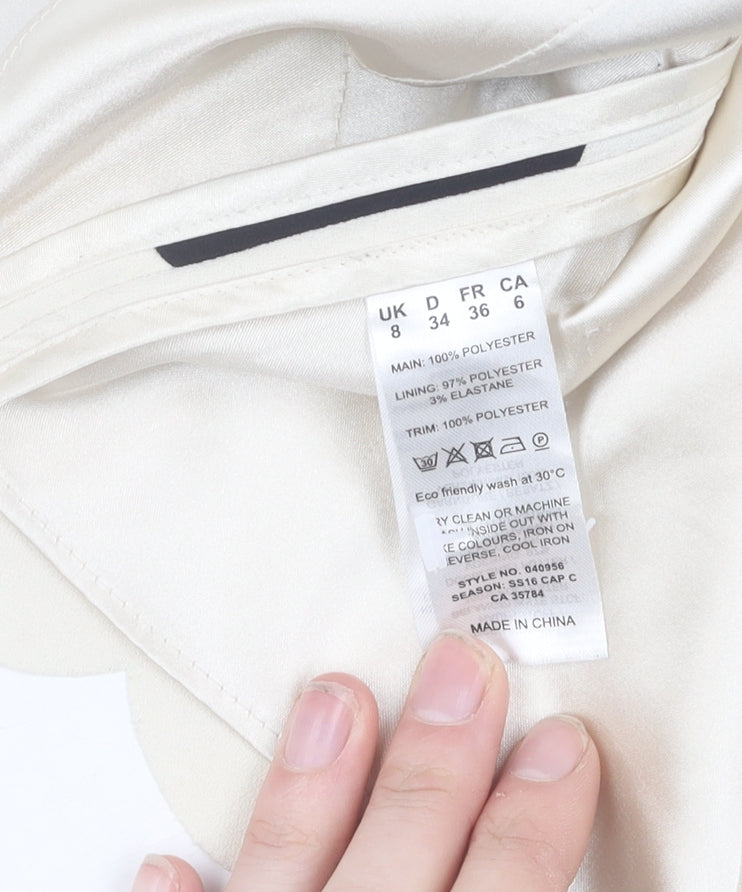 UK D FR CA
8 34 36 6
MAIN: 100% POLYESTER
LINING: 97% POLYESTER
3% ELASTANE
TRIM: 100% POLYESTER
30 P
Eco friendly wash at 30°C
RY CLEAN OR MACHINE
INSIDE OUT WITH
KE COLOURS, IRON ON
EVERSE, COOL IRON
STYLE NO. 040956
SEASON: SS16 CAP C
CA 35784
MADE IN CHINA